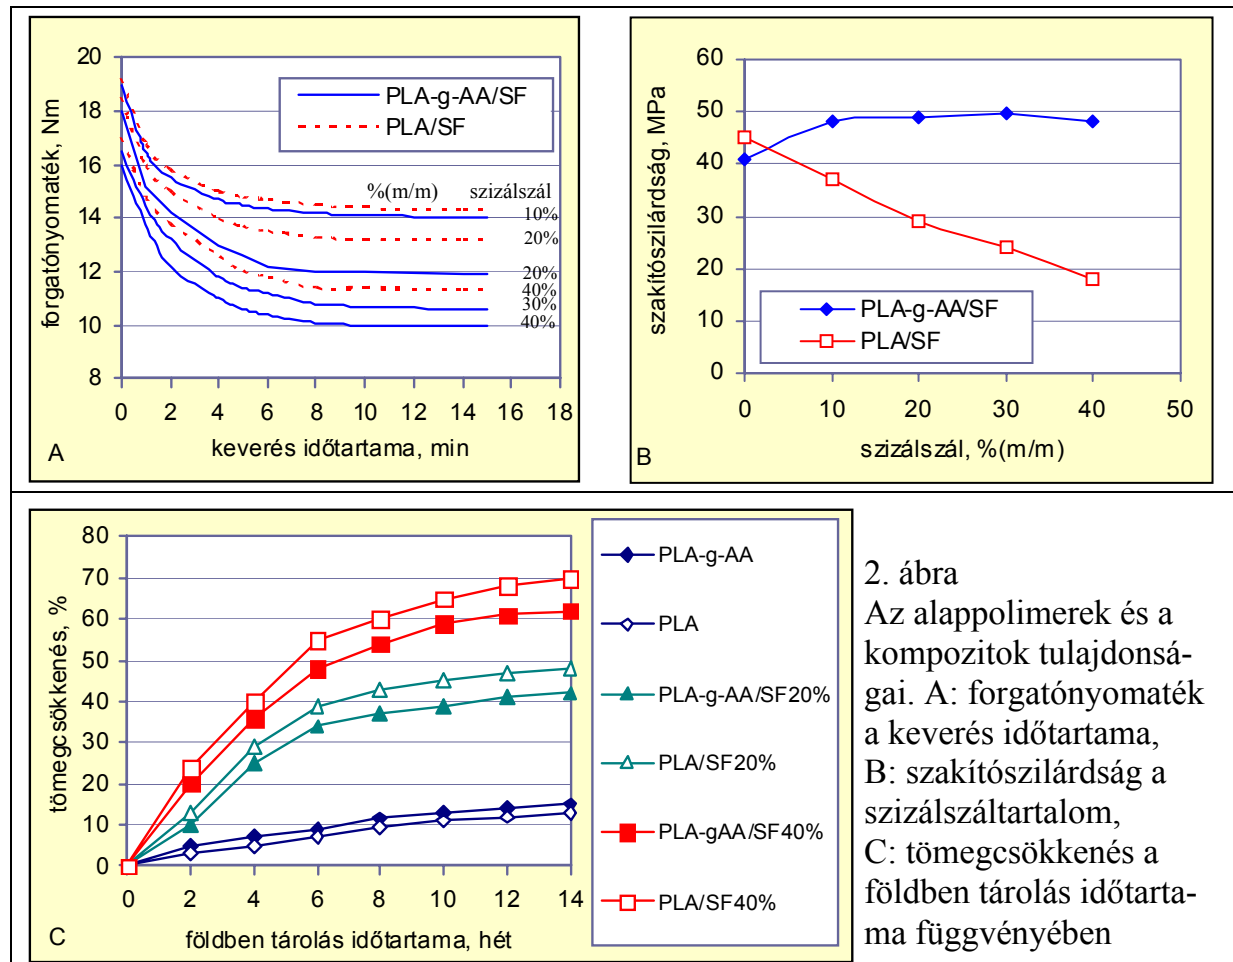 20
18
16
14
12
10
8
forgatónyomaték, Nm
PLA-g-AA/SF
PLA/SF
%(m/m) szizálszál
10%
20%
20%
40%
30%
40%
0 2 4 6 8 10 12 14 16 18
keverés időtartama, min
A
60
50
40
30
20
10
0
szakítószilárdság, MPa
PLA-g-AA/SF
PLA/SF
0 10 20 30 40 50
szizálszál, %(m/m)
B
80
70
60
50
40
30
20
10
0
tömegcsökkenés, %
0 2 4 6 8 10 12 14
földben tárolás időtartama, hét
C
PLA-g-AA
PLA
PLA-g-AA/SF20%
PLA/SF20%
PLA-gAA/SF40%
PLA/SF40%
2. ábra
Az alappolimerek és a
kompozitok tulajdonsá-
gai. A: forgatónyomaték
a keverés időtartama,
B: szakítószilárdság a
szizálszáltartalom,
C: tömegcsökkenés a
földben tárolás időtarta-
ma függvényében